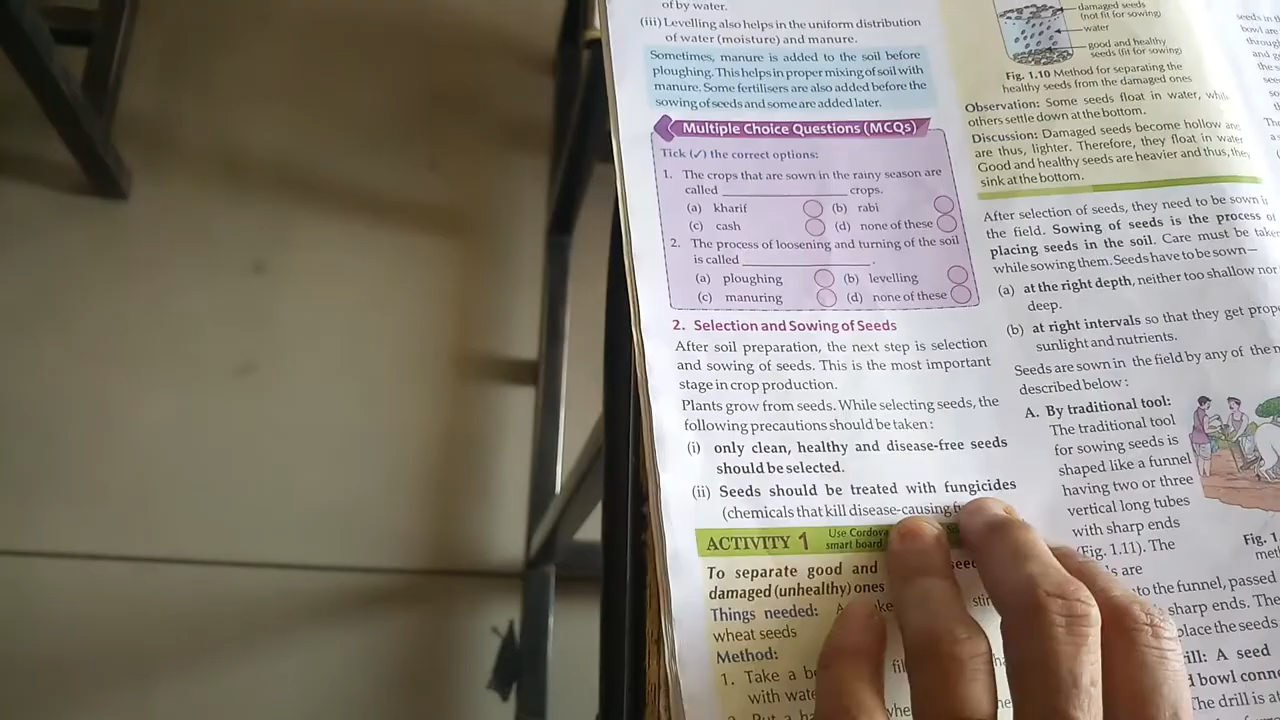 of by water.
(iii) Levelling also helps in the uniform distribution
of water (moisture) and manure.
Sometimes, manure is added to the soil before
ploughing. This helps in proper mixing of soil with
manure. Some fertilisers are also added before the
sowing of seeds and some are added later.
Multiple Choice Questions (MCQs)
Tick (✓) the correct options:
1. The crops that are sown in the rainy season are
called ____________ crops.
(a) kharif (b) rabi
(c) cash (d) none of these
2. The process of loosening and turning of the soil
is called ____________.
(a) ploughing (b) levelling
(c) manuring (d) none of these
2. Selection and Sowing of Seeds
After soil preparation, the next step is selection
and sowing of seeds. This is the most important
stage in crop production.
Plants grow from seeds. While selecting seeds, the
following precautions should be taken:
(i) only clean, healthy and disease-free seeds
should be selected.
(ii) Seeds should be treated with fungicides
(chemicals that kill disease-causing
ACTIVITY 1 Use Cordova
smart board
To separate good and
damaged (unhealthy) ones
Things needed: A
wheat seeds
Method:
1. Take a
with
damaged seeds
(not fit for sowing)
water
good and healthy
seeds (fit for sowing)
Fig. 1.10 Method for separating the
healthy seeds from the damaged ones
Observation: Some seeds float in water,
others settle down at the bottom.
Discussion: Damaged seeds become hollow
are thus, lighter. Therefore, they float in water
Good and healthy seeds are heavier and thus, they
sink at the bottom.
After selection of seeds, they need to be sown
the field. Sowing of seeds is the process of
placing seeds in the soil. Care must be taken
while sowing them. Seeds have to be sown—
(a) at the right depth, neither too shallow nor
deep.
(b) at right intervals so that they get
sunlight and nutrients.
Seeds are sown in the field by any of the
described below:
A. By traditional tool:
The traditional tool
for sowing seeds is
shaped like a funnel
having two or three
vertical long tubes
with sharp ends
(Fig. 1.11). The
are
to the funnel, passed
sharp ends. The
place the seeds
A seed
bowl
The drill is
Fig.
seeds in
bowl are
and